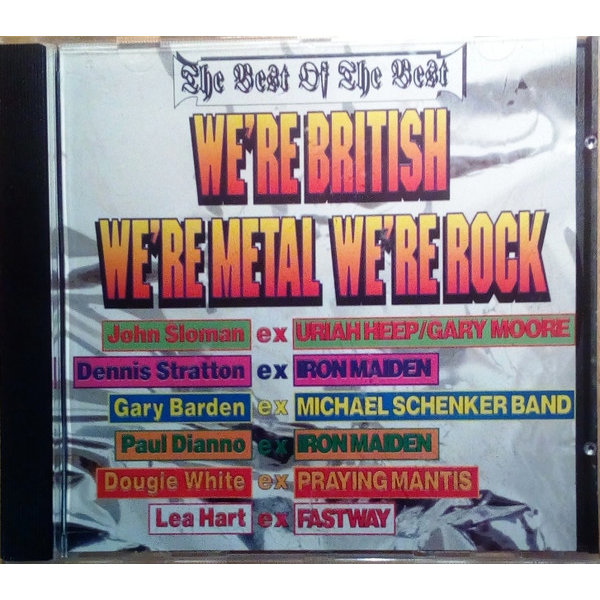 The Best Of The Best
WE'RE BRITISH
WE'RE METAL WE'RE ROCK
John Sloman ex URIAH HEEP/GARY MOORE
Dennis Stratton ex IRON MAIDEN
Gary Barden ex MICHAEL SCHENKER BAND
Paul Dianno ex IRON MAIDEN
Dougie White ex PRAYING MANTIS
Lea Hart ex FASTWAY